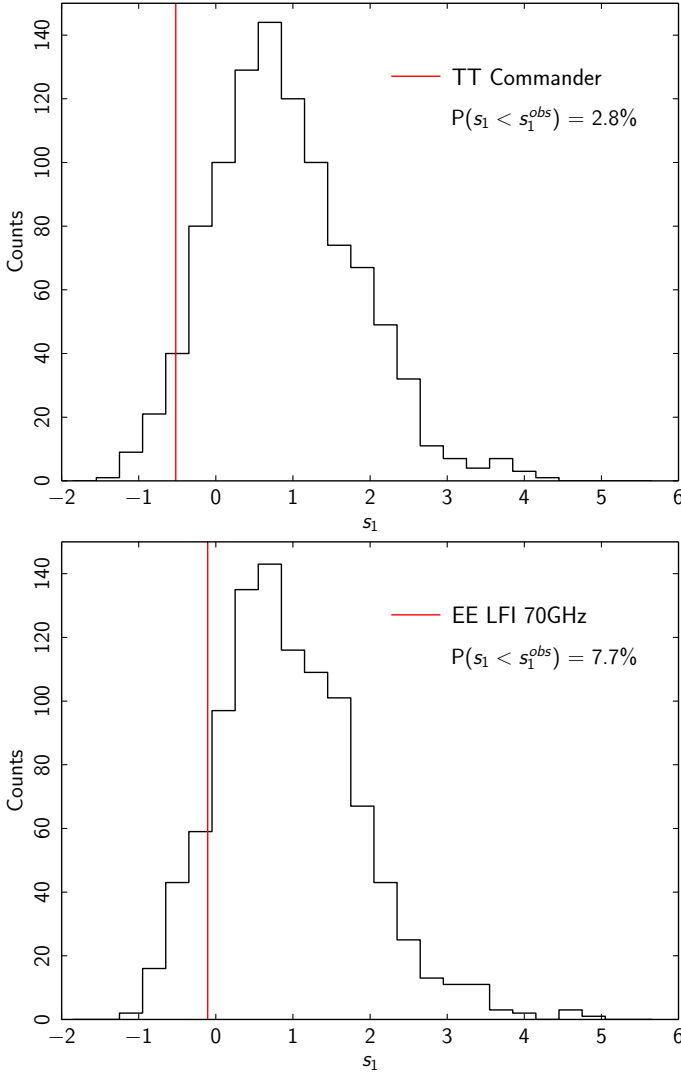 140
120
100
80
60
40
20
0
Counts
TT Commander
P(s₁ < s₁ᵒᵇˢ) = 2.8%
−2 −1 0 1 2 3 4 5 6
s₁
140
120
100
80
60
40
20
0
Counts
EE LFI 70GHz
P(s₁ < s₁ᵒᵇˢ) = 7.7%
−2 −1 0 1 2 3 4 5 6
s₁